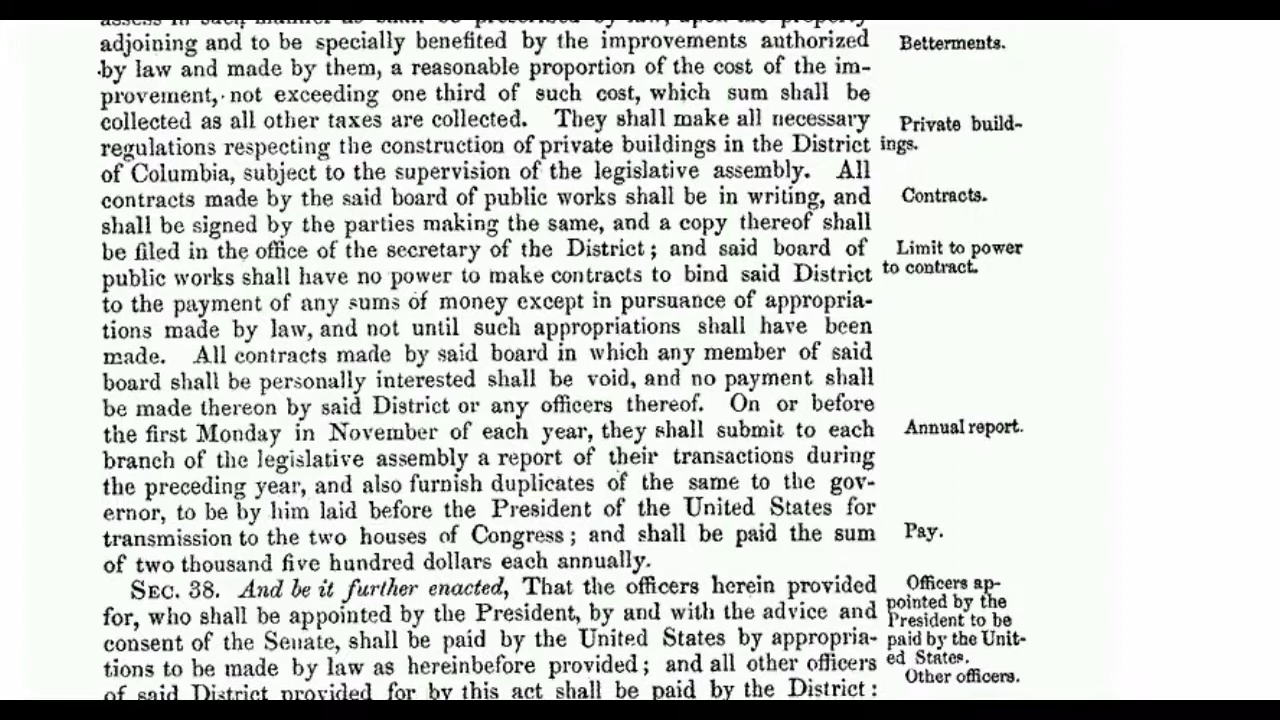 assess in such manner as shall be prescribed by law, upon the property
adjoining and to be specially benefited by the improvements authorized
by law and made by them, a reasonable proportion of the cost of the im-
provement, not exceeding one third of such cost, which sum shall be
collected as all other taxes are collected. They shall make all necessary
regulations respecting the construction of private buildings in the District
of Columbia, subject to the supervision of the legislative assembly. All
contracts made by the said board of public works shall be in writing, and
shall be signed by the parties making the same, and a copy thereof shall
be filed in the office of the secretary of the District; and said board of
public works shall have no power to make contracts to bind said District
to the payment of any sums of money except in pursuance of appropria-
tions made by law, and not until such appropriations shall have been
made. All contracts made by said board in which any member of said
board shall be personally interested shall be void, and no payment shall
be made thereon by said District or any officers thereof. On or before
the first Monday in November of each year, they shall submit to each
branch of the legislative assembly a report of their transactions during
the preceding year, and also furnish duplicates of the same to the gov-
ernor, to be by him laid before the President of the United States for
transmission to the two houses of Congress; and shall be paid the sum
of two thousand five hundred dollars each annually.
SEC. 38. And be it further enacted, That the officers herein provided
for, who shall be appointed by the President, by and with the advice and
consent of the Senate, shall be paid by the United States by appropria-
tions to be made by law as hereinbefore provided; and all other officers
of said District provided for by this act shall be paid by the District:
Betterments.
Private build-
ings.
Contracts.
Limit to power
to contract.
Annual report.
Pay.
Officers ap-
pointed by the
President to be
paid by the Unit-
ed States.
Other officers.